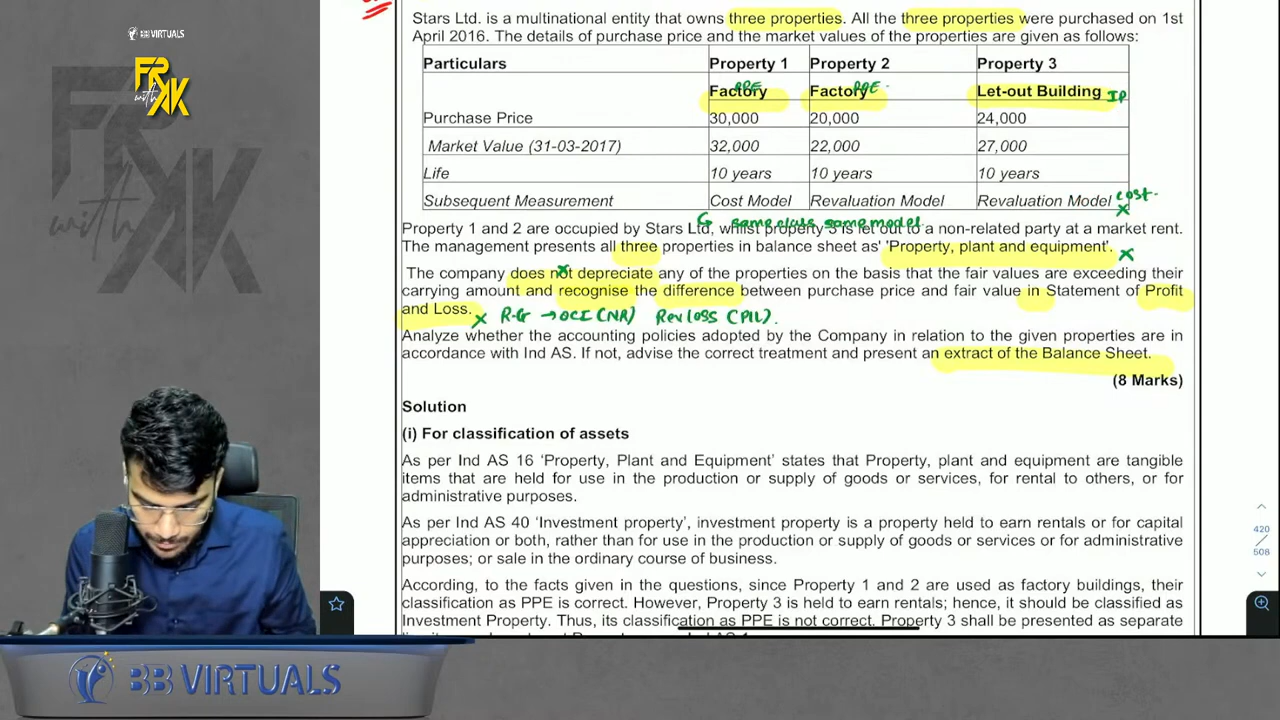 BB VIRTUALS
FR
with
AK
FR
with
AK
Stars Ltd. is a multinational entity that owns three properties. All the three properties were purchased on 1st
April 2016. The details of purchase price and the market values of the properties are given as follows:
Particulars Property 1 Property 2 Property 3
PPE PPE
Factory Factory Let-out Building IP
Purchase Price 30,000 20,000 24,000
Market Value (31-03-2017) 32,000 22,000 27,000
Life 10 years 10 years 10 years
Subsequent Measurement Cost Model Revaluation Model Revaluation Model cost
same class same model
Property 1 and 2 are occupied by Stars Ltd, whilst property 3 is let out to a non-related party at a market rent.
The management presents all three properties in balance sheet as' 'Property, plant and equipment'.
The company does not depreciate any of the properties on the basis that the fair values are exceeding their
carrying amount and recognise the difference between purchase price and fair value in Statement of Profit
and Loss. R.G → OCI (NR) Rev loss (P/L).
Analyze whether the accounting policies adopted by the Company in relation to the given properties are in
accordance with Ind AS. If not, advise the correct treatment and present an extract of the Balance Sheet.
(8 Marks)
Solution
(i) For classification of assets
As per Ind AS 16 'Property, Plant and Equipment' states that Property, plant and equipment are tangible
items that are held for use in the production or supply of goods or services, for rental to others, or for
administrative purposes.
As per Ind AS 40 'Investment property', investment property is a property held to earn rentals or for capital
appreciation or both, rather than for use in the production or supply of goods or services or for administrative
purposes; or sale in the ordinary course of business.
According, to the facts given in the questions, since Property 1 and 2 are used as factory buildings, their
classification as PPE is correct. However, Property 3 is held to earn rentals; hence, it should be classified as
Investment Property. Thus, its classification as PPE is not correct. Property 3 shall be presented as separate
420
/
508
BB VIRTUALS